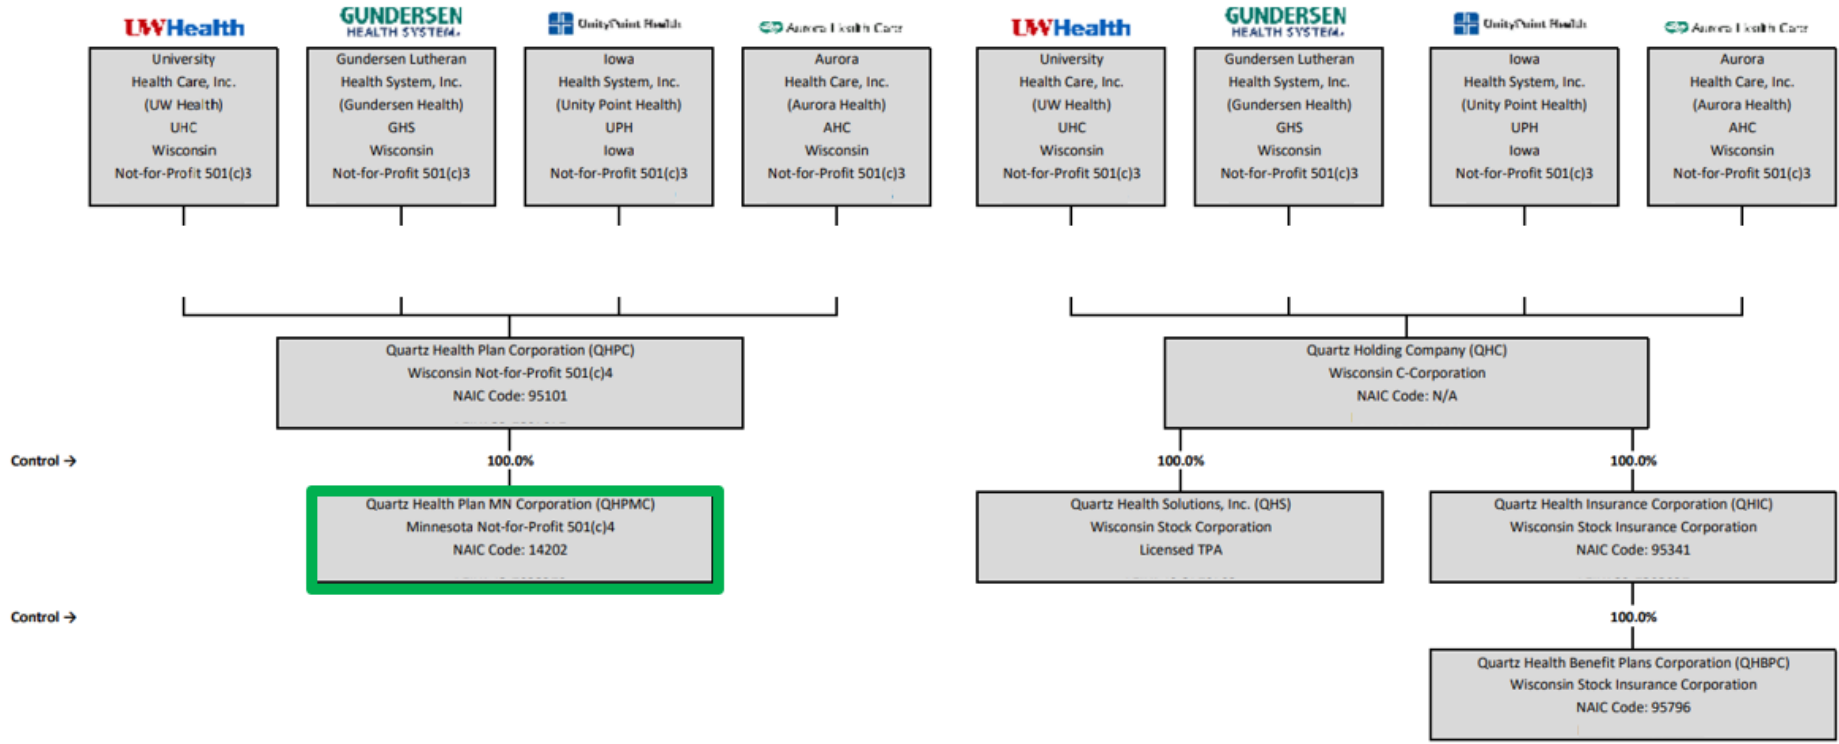 UWHealth
GUNDERSEN
HEALTH SYSTEM®
UnityPoint Health
Aurora Health Care
UWHealth
GUNDERSEN
HEALTH SYSTEM®
UnityPoint Health
Aurora Health Care
University
Health Care, Inc.
(UW Health)
UHC
Wisconsin
Not-for-Profit 501(c)3
Gundersen Lutheran
Health System, Inc.
(Gundersen Health)
GHS
Wisconsin
Not-for-Profit 501(c)3
Iowa
Health System, Inc.
(Unity Point Health)
UPH
Iowa
Not-for-Profit 501(c)3
Aurora
Health Care, Inc.
(Aurora Health)
AHC
Wisconsin
Not-for-Profit 501(c)3
University
Health Care, Inc.
(UW Health)
UHC
Wisconsin
Not-for-Profit 501(c)3
Gundersen Lutheran
Health System, Inc.
(Gundersen Health)
GHS
Wisconsin
Not-for-Profit 501(c)3
Iowa
Health System, Inc.
(Unity Point Health)
UPH
Iowa
Not-for-Profit 501(c)3
Aurora
Health Care, Inc.
(Aurora Health)
AHC
Wisconsin
Not-for-Profit 501(c)3
Quartz Health Plan Corporation (QHPC)
Wisconsin Not-for-Profit 501(c)4
NAIC Code: 95101
Quartz Holding Company (QHC)
Wisconsin C-Corporation
NAIC Code: N/A
Control →
100.0%
100.0%
100.0%
Quartz Health Plan MN Corporation (QHPMC)
Minnesota Not-for-Profit 501(c)4
NAIC Code: 14202
Quartz Health Solutions, Inc. (QHS)
Wisconsin Stock Corporation
Licensed TPA
Quartz Health Insurance Corporation (QHIC)
Wisconsin Stock Insurance Corporation
NAIC Code: 95341
Control →
100.0%
Quartz Health Benefit Plans Corporation (QHBPC)
Wisconsin Stock Insurance Corporation
NAIC Code: 95796